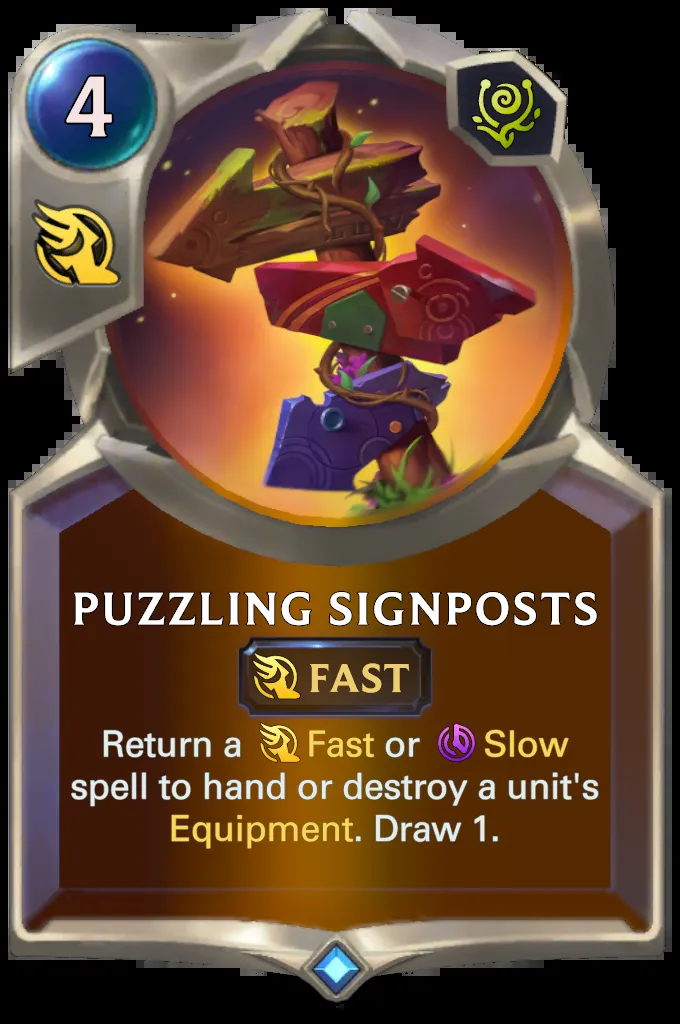 4
PUZZLING SIGNPOSTS
FAST
Return a Fast or Slow
spell to hand or destroy a unit's
Equipment. Draw 1.